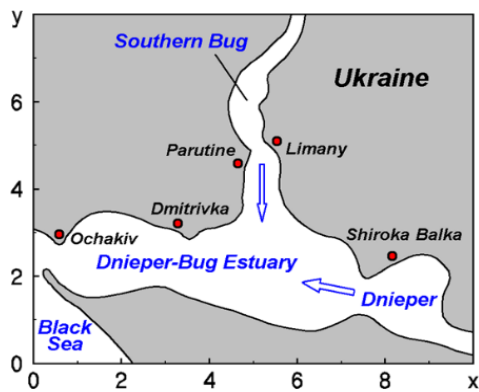 y
8
Southern Bug
Ukraine
6
Parutine
Limany
4
Dmitrivka
Ochakiv
Shiroka Balka
Dnieper-Bug Estuary
2
Dnieper
Black
Sea
0
0 2 4 6 8 x